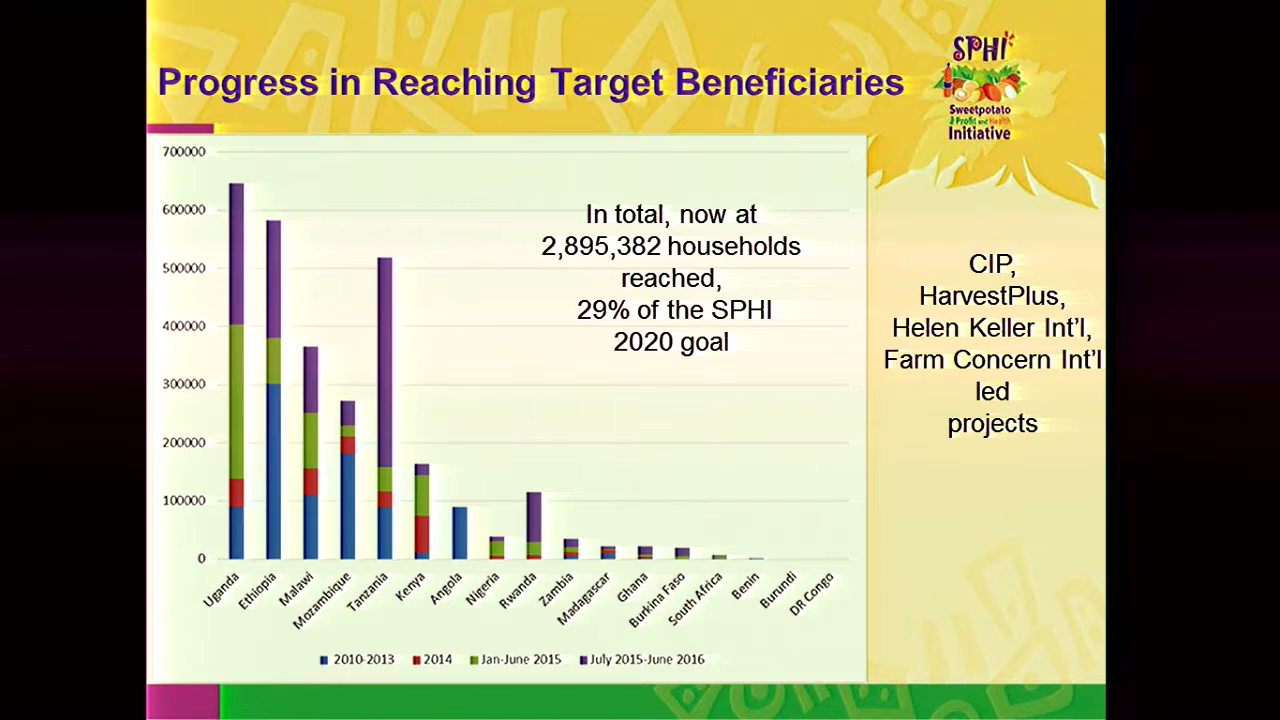 Progress in Reaching Target Beneficiaries
SPHI
Sweetpotato
Profit and Health
Initiative
700000
600000
500000
400000
300000
200000
100000
0
In total, now at
2,895,382 households
reached,
29% of the SPHI
2020 goal
CIP,
HarvestPlus,
Helen Keller Int'l,
Farm Concern Int'l
led
projects
Uganda
Ethiopia
Malawi
Mozambique
Tanzania
Kenya
Angola
Nigeria
Rwanda
Zambia
Madagascar
Ghana
Burkina Faso
South Africa
Benin
Burundi
DR Congo
2010-2013
2014
Jan-June 2015
July 2015-June 2016